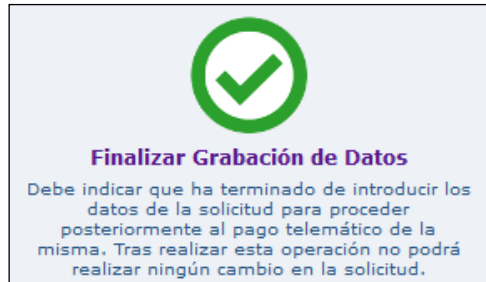 Finalizar Grabación de Datos
Debe indicar que ha terminado de introducir los
datos de la solicitud para proceder
posteriormente al pago telemático de la
misma. Tras realizar esta operación no podrá
realizar ningún cambio en la solicitud.